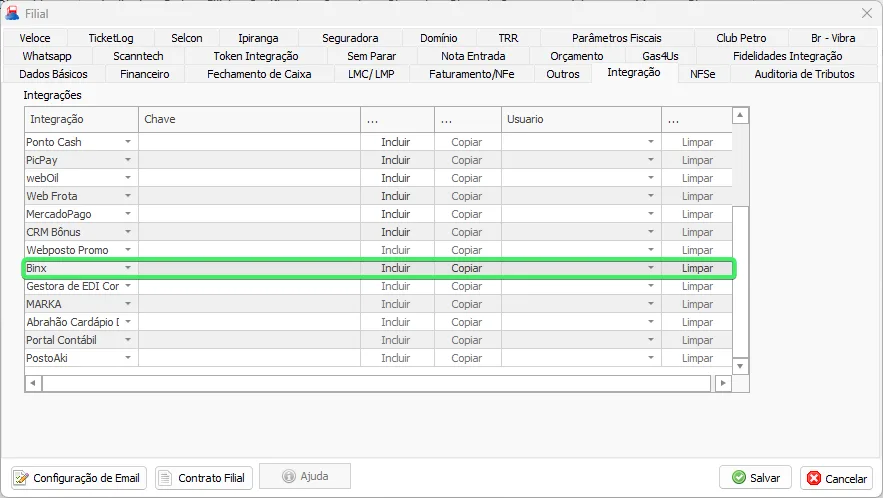 Filial
Veloce TicketLog Selcon Ipiranga Seguradora Domínio TRR Parâmetros Fiscais Club Petro Br - Vibra
Whatsapp Scanntech Token Integração Sem Parar Nota Entrada Orçamento Gas4Us Fidelidades Integração
Dados Básicos Financeiro Fechamento de Caixa LMC/ LMP Faturamento/NFe Outros Integração NFSe Auditoria de Tributos
Integrações
Integração Chave ... ... Usuario ...
Ponto Cash Incluir Copiar Limpar
PicPay Incluir Copiar Limpar
webOil Incluir Copiar Limpar
Web Frota Incluir Copiar Limpar
MercadoPago Incluir Copiar Limpar
CRM Bônus Incluir Copiar Limpar
Webposto Promo Incluir Copiar Limpar
Binx Incluir Copiar Limpar
Gestora de EDI Cor Incluir Copiar Limpar
MARKA Incluir Copiar Limpar
Abrahão Cardápio D Incluir Copiar Limpar
Portal Contábil Incluir Copiar Limpar
PostoAki Incluir Copiar Limpar
Configuração de Email Contrato Filial Ajuda Salvar Cancelar